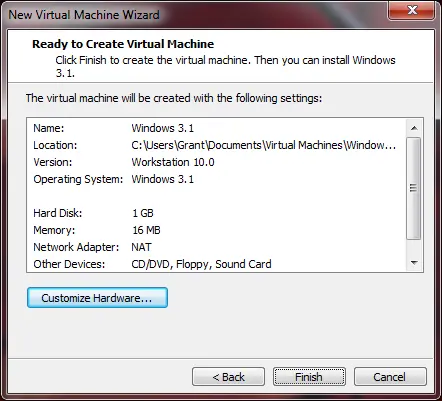 New Virtual Machine Wizard
Ready to Create Virtual Machine
Click Finish to create the virtual machine. Then you can install Windows
3.1.
The virtual machine will be created with the following settings:
Name: Windows 3.1
Location: C:\Users\Grant\Documents\Virtual Machines\Window...
Version: Workstation 10.0
Operating System: Windows 3.1
Hard Disk: 1 GB
Memory: 16 MB
Network Adapter: NAT
Other Devices: CD/DVD, Floppy, Sound Card
Customize Hardware...
< Back Finish Cancel